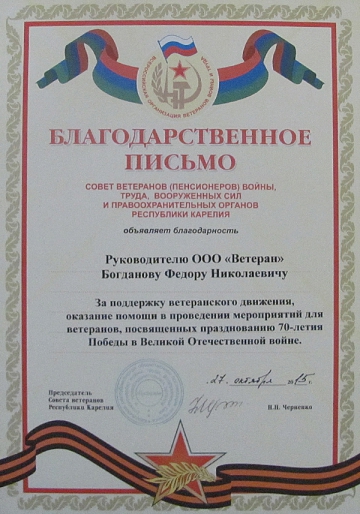 БЛАГОДАРСТВЕННОЕ
ПИСЬМО
СОВЕТ ВЕТЕРАНОВ (ПЕНСИОНЕРОВ) ВОЙНЫ,
ТРУДА, ВООРУЖЕННЫХ СИЛ
И ПРАВООХРАНИТЕЛЬНЫХ ОРГАНОВ
РЕСПУБЛИКИ КАРЕЛИЯ
объявляет благодарность
Руководителю ООО «Ветеран»
Богданову Федору Николаевичу
За поддержку ветеранского движения,
оказание помощи в проведении мероприятий для
ветеранов, посвященных празднованию 70-летия
Победы в Великой Отечественной войне.
27 октября 2015г.
Председатель
Совета ветеранов
Республики Карелия
Н.И. Черненко